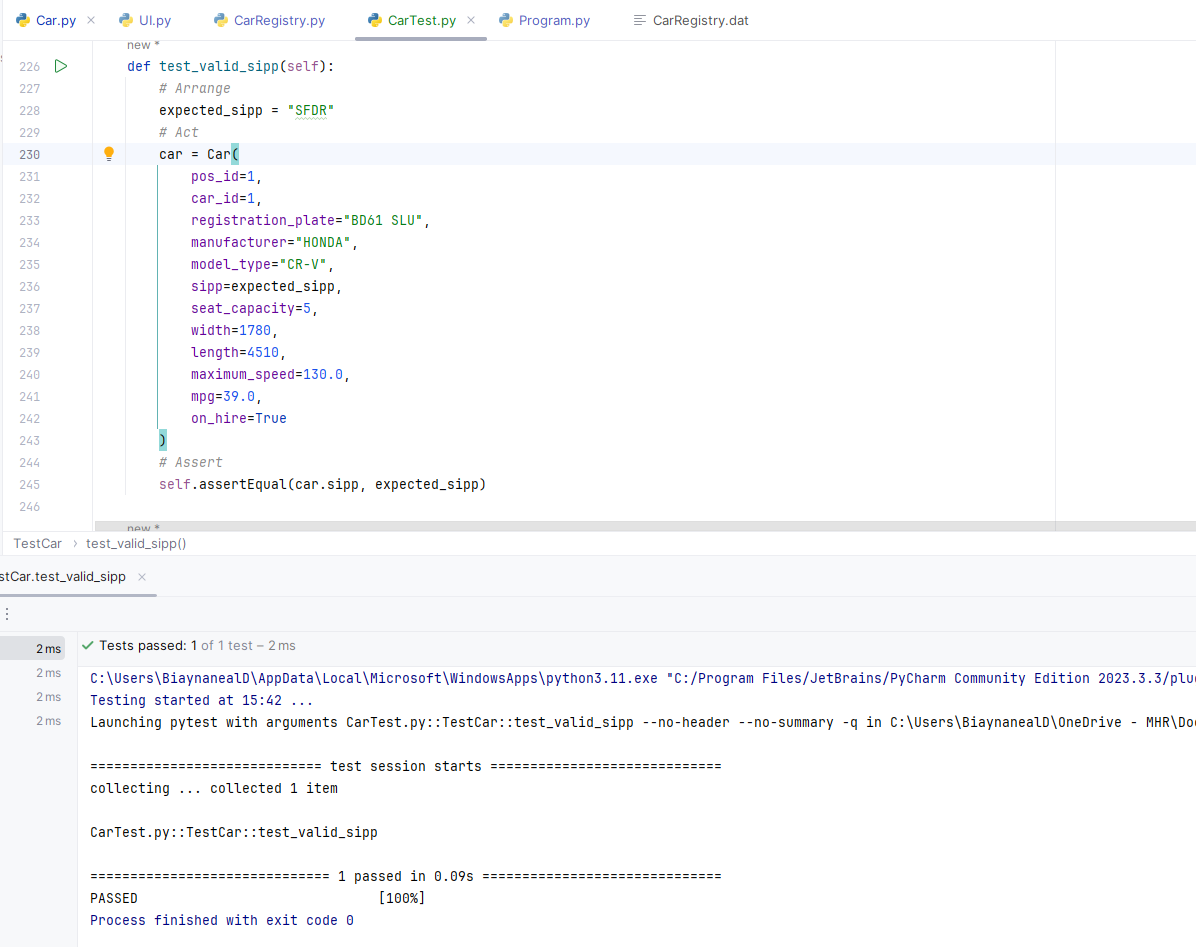 Car.py UI.py CarRegistry.py CarTest.py Program.py CarRegistry.dat
new *
226 def test_valid_sipp(self):
227 # Arrange
228 expected_sipp = "SFDR"
229 # Act
230 car = Car(
231 pos_id=1,
232 car_id=1,
233 registration_plate="BD61 SLU",
234 manufacturer="HONDA",
235 model_type="CR-V",
236 sipp=expected_sipp,
237 seat_capacity=5,
238 width=1780,
239 length=4510,
240 maximum_speed=130.0,
241 mpg=39.0,
242 on_hire=True
243 )
244 # Assert
245 self.assertEqual(car.sipp, expected_sipp)
246
new *
TestCar › test_valid_sipp()
stCar.test_valid_sipp
2 ms Tests passed: 1 of 1 test – 2 ms
2 ms C:\Users\BiaynanealD\AppData\Local\Microsoft\WindowsApps\python3.11.exe "C:/Program Files/JetBrains/PyCharm Community Edition 2023.3.3/plu
2 ms Testing started at 15:42 ...
2 ms Launching pytest with arguments CarTest.py::TestCar::test_valid_sipp --no-header --no-summary -q in C:\Users\BiaynanealD\OneDrive - MHR\Do
============================= test session starts =============================
collecting ... collected 1 item
CarTest.py::TestCar::test_valid_sipp
============================== 1 passed in 0.09s ==============================
PASSED [100%]
Process finished with exit code 0